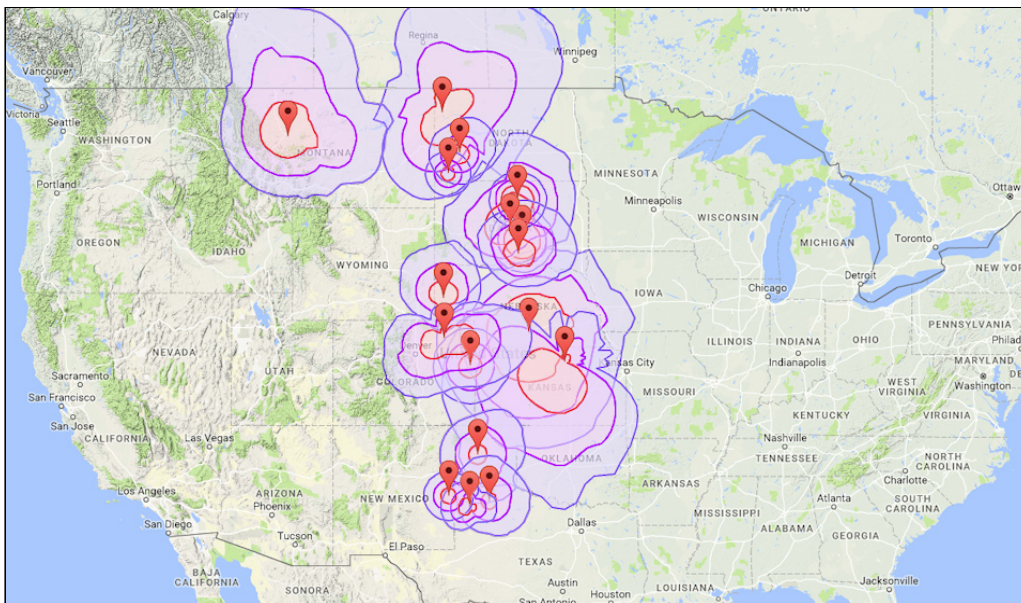 ONTARIO
Calgary
Regina
Winnipeg
Vancouver
Victoria
Seattle
WASHINGTON
MONTANA
NORTH
DAKOTA
Ottawa
MINNESOTA
Portland
Minneapolis
WISCONSIN
OREGON
IDAHO
MICHIGAN
Toronto
WYOMING
Detroit
NEW YORK
IOWA
Chicago
NEBRASKA
PENNSYLVANIA
NEVADA
Denver
ILLINOIS
INDIANA
OHIO
Indianapolis
MARYLAND
Kansas City
UTAH
Sacramento
COLORADO
KANSAS
MISSOURI
WEST
VIRGINIA
Washington
San Francisco
San Jose
KENTUCKY
VIRGINIA
CALIFORNIA
Las Vegas
Nashville
TENNESSEE
NORTH
CAROLINA
OKLAHOMA
Charlotte
ARKANSAS
Los Angeles
ARIZONA
NEW MEXICO
Phoenix
Atlanta
SOUTH
CAROLINA
MISSISSIPPI
San Diego
Dallas
ALABAMA
GEORGIA
Tucson
El Paso
TEXAS
BAJA
CALIFORNIA
SONORA
Austin
Houston
LOUISIANA
Jacksonville
San Antonio